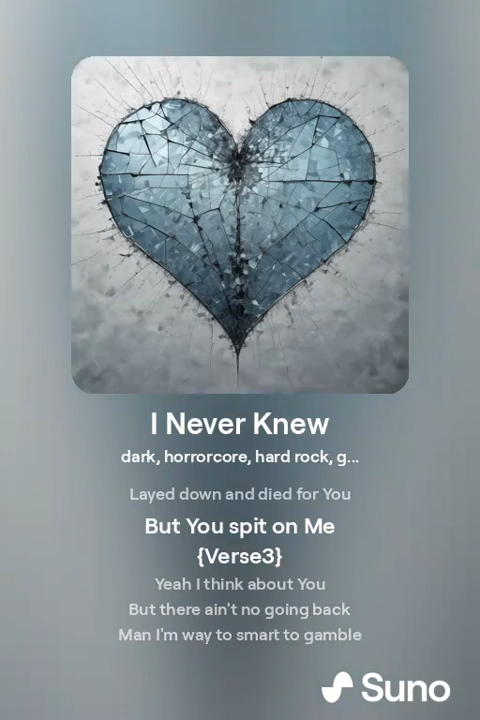 I Never Knew
dark, horrorcore, hard rock, g...
Layed down and died for You
But You spit on Me
{Verse3}
Yeah I think about You
But there ain't no going back
Man I'm way to smart to gamble
Suno